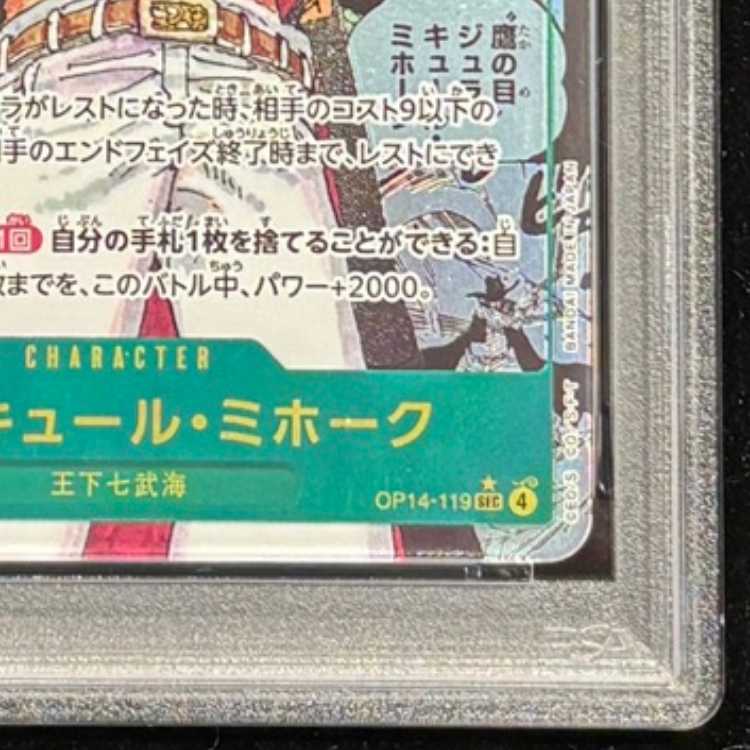 鷹の目
ジュラ
キュール・
ミホーク
ラがレストになった時、相手のコスト9以下の
手のエンドフェイズ終了時まで、レストにでき
1回 自分の手札1枚を捨てることができる:自
数までを、このバトル中、パワー+2000。
CHARACTER
キュール・ミホーク
王下七武海
OP14-119 SEC 4
BANDAI MADE IN JAPAN
PSA